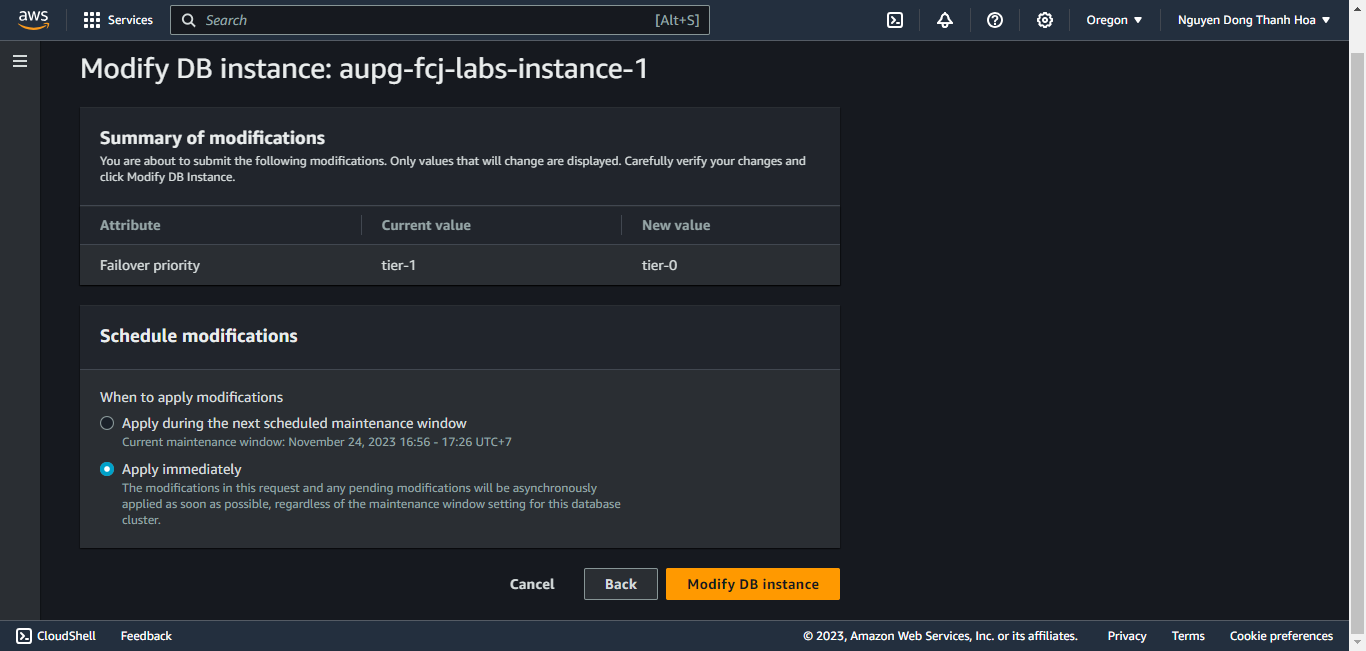 aws
Services
Search
[Alt+S]
Oregon
Nguyen Dong Thanh Hoa
Modify DB instance: aupg-fcj-labs-instance-1
Summary of modifications
You are about to submit the following modifications. Only values that will change are displayed. Carefully verify your changes and
click Modify DB Instance.
Attribute
Current value
New value
Failover priority
tier-1
tier-0
Schedule modifications
When to apply modifications
Apply during the next scheduled maintenance window
Current maintenance window: November 24, 2023 16:56 - 17:26 UTC+7
Apply immediately
The modifications in this request and any pending modifications will be asynchronously
applied as soon as possible, regardless of the maintenance window setting for this database
cluster.
Cancel
Back
Modify DB instance
CloudShell
Feedback
© 2023, Amazon Web Services, Inc. or its affiliates.
Privacy
Terms
Cookie preferences